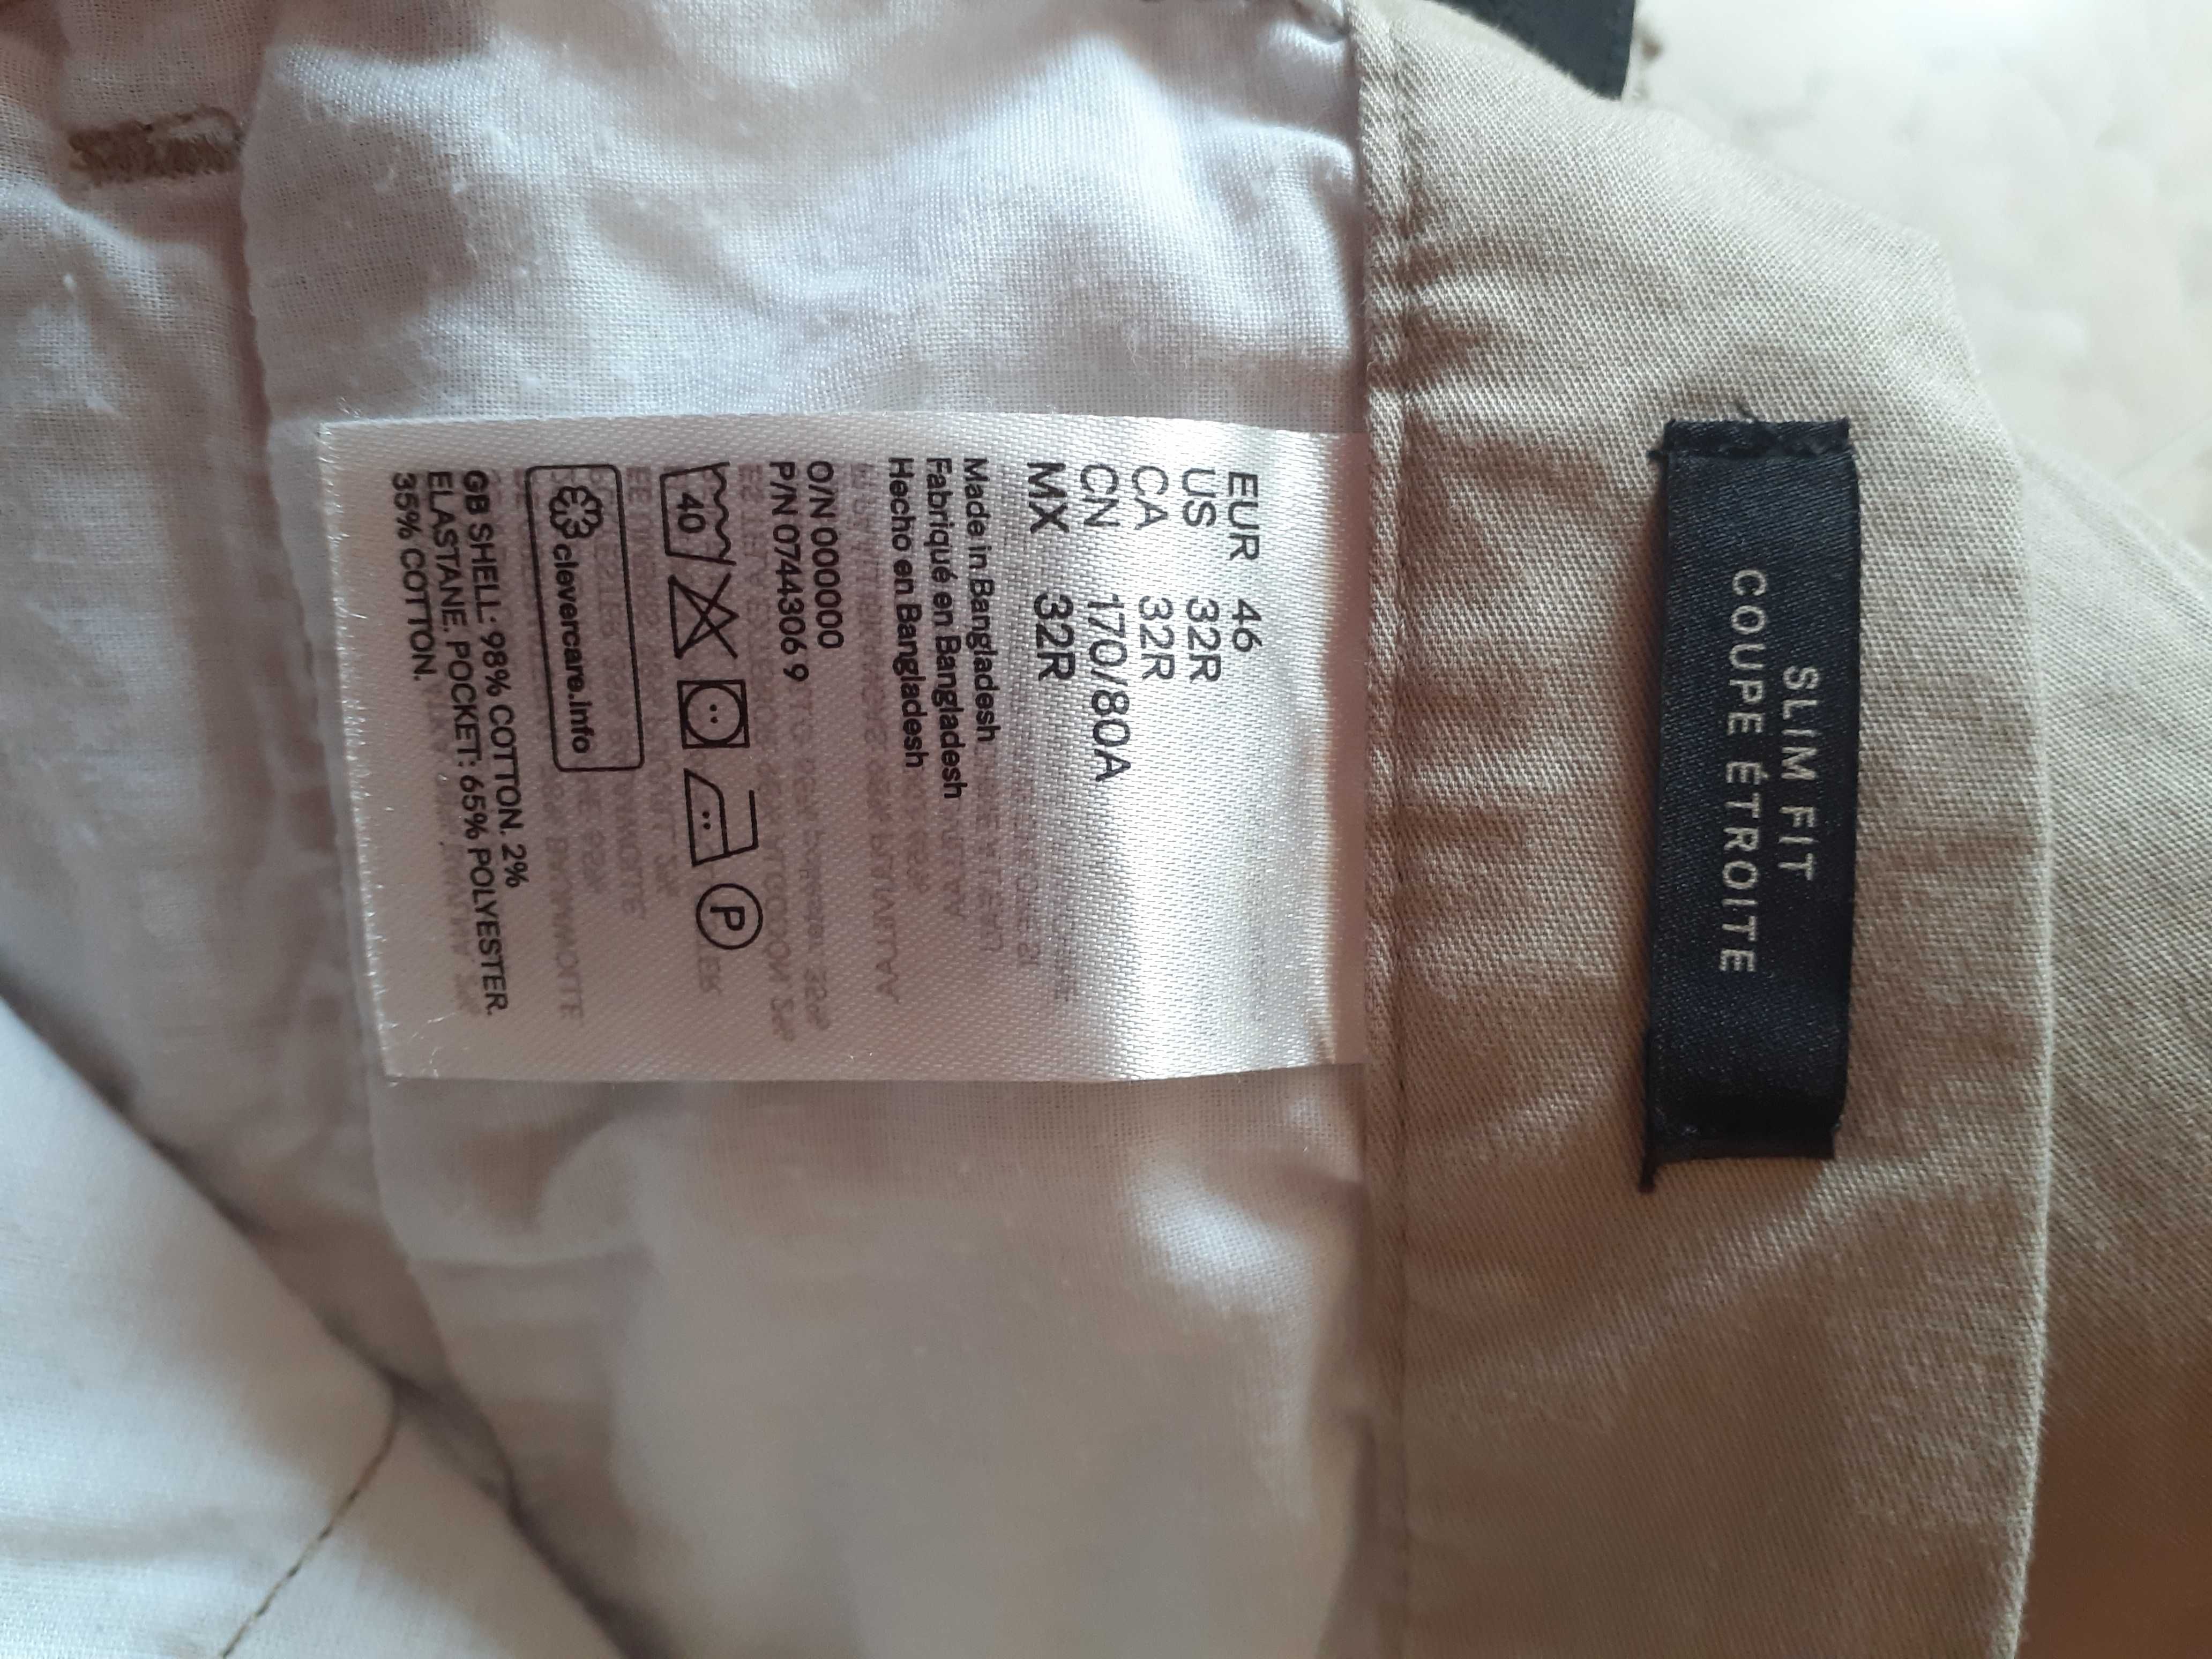 SLIM FIT
COUPE ÉTROITE
EUR 46
US 32R
CA 32R
CN 170/80A
MX 32R
Made in Bangladesh
Fabriqué en Bangladesh
Hecho en Bangladesh
O/N 000000
P/N 0744306 9
40
P
clevercare.info
GB SHELL: 98% COTTON. 2%
ELASTANE. POCKET: 65% POLYESTER.
35% COTTON.